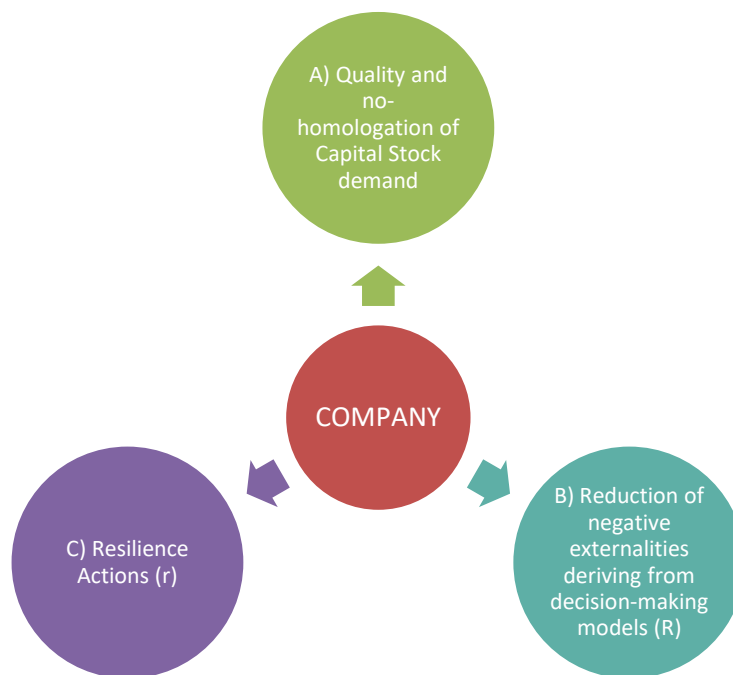 A) Quality and
no-
homologation of
Capital Stock
demand
COMPANY
C) Resilience
Actions (r)
B) Reduction of
negative
externalities
deriving from
decision-making
models (R)